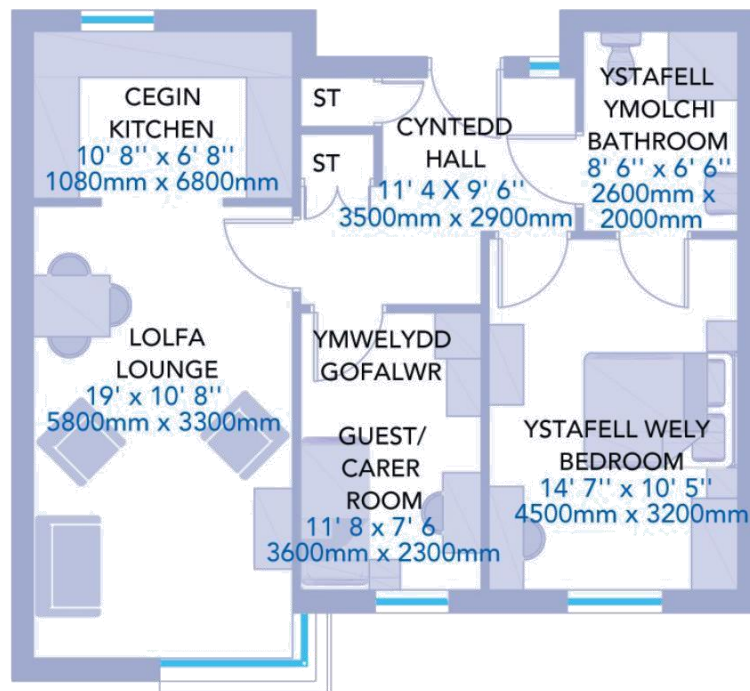 CEGIN
KITCHEN
10' 8'' x 6' 8''
1080mm x 6800mm
ST
ST
CYNTEDD
HALL
11' 4 X 9' 6''
3500mm x 2900mm
YSTAFELL
YMOLCHI
BATHROOM
8' 6'' x 6' 6''
2600mm x
2000mm
LOLFA
LOUNGE
19' x 10' 8''
5800mm x 3300mm
YMWELYDD
GOFALWR
GUEST/
CARER
ROOM
11' 8 x 7' 6
3600mm x 2300mm
YSTAFELL WELY
BEDROOM
14' 7'' x 10' 5''
4500mm x 3200mm